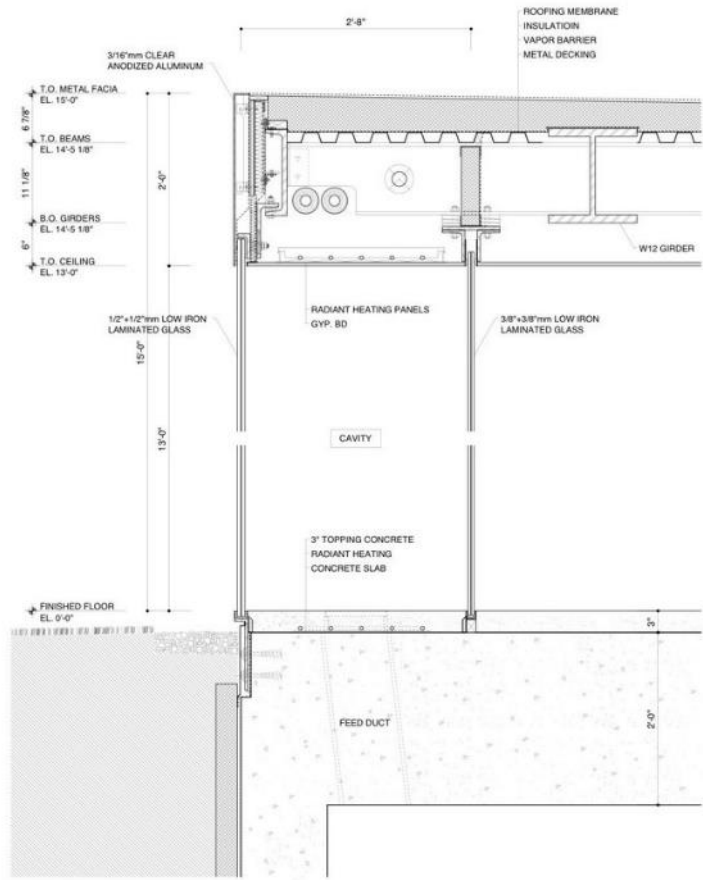 2'-8"
ROOFING MEMBRANE
INSULATIOIN
VAPOR BARRIER
METAL DECKING
3/16"mm CLEAR
ANODIZED ALUMINUM
T.O. METAL FACIA
EL. 15'-0"
6 7/8"
T.O. BEAMS
EL. 14'-5 1/8"
11 1/8"
2'-0"
B.O. GIRDERS
EL. 14'-5 1/8"
6"
T.O. CEILING
EL. 13'-0"
W12 GIRDER
1/2"+1/2"mm LOW IRON
LAMINATED GLASS
RADIANT HEATING PANELS
GYP. BD
3/8"+3/8"mm LOW IRON
LAMINATED GLASS
15'-0"
13'-0"
CAVITY
3" TOPPING CONCRETE
RADIANT HEATING
CONCRETE SLAB
FINISHED FLOOR
EL. 0'-0"
3"
FEED DUCT
2'-0"